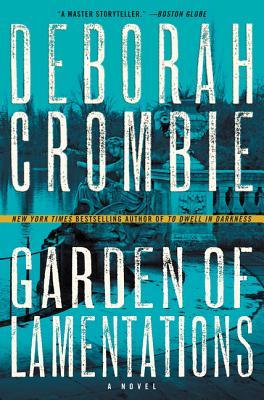 "A MASTER STORYTELLER." —BOSTON GLOBE
DEBORAH
CROMBIE
NEW YORK TIMES BESTSELLING AUTHOR OF TO DWELL IN DARKNESS
GARDEN OF
LAMENTATIONS
A NOVEL